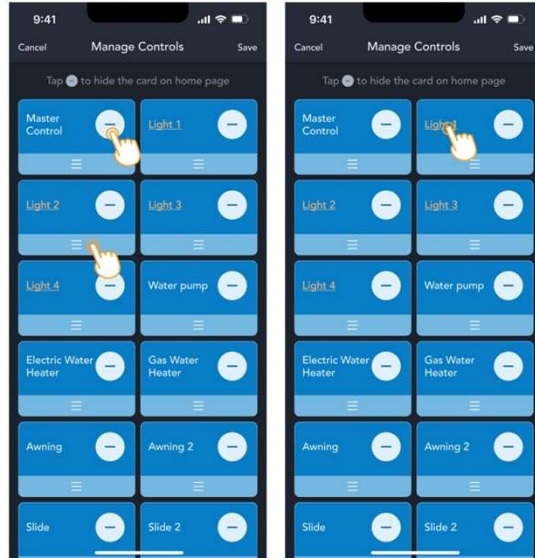 9:41
Cancel Manage Controls Save
Tap to hide the card on home page
Master
Control
Light 1
Light 2
Light 3
Light 4
Water pump
Electric Water
Heater
Gas Water
Heater
Awning
Awning 2
Slide
Slide 2
9:41
Cancel Manage Controls Save
Tap to hide the card on home page
Master
Control
Light 1
Light 2
Light 3
Light 4
Water pump
Electric Water
Heater
Gas Water
Heater
Awning
Awning 2
Slide
Slide 2